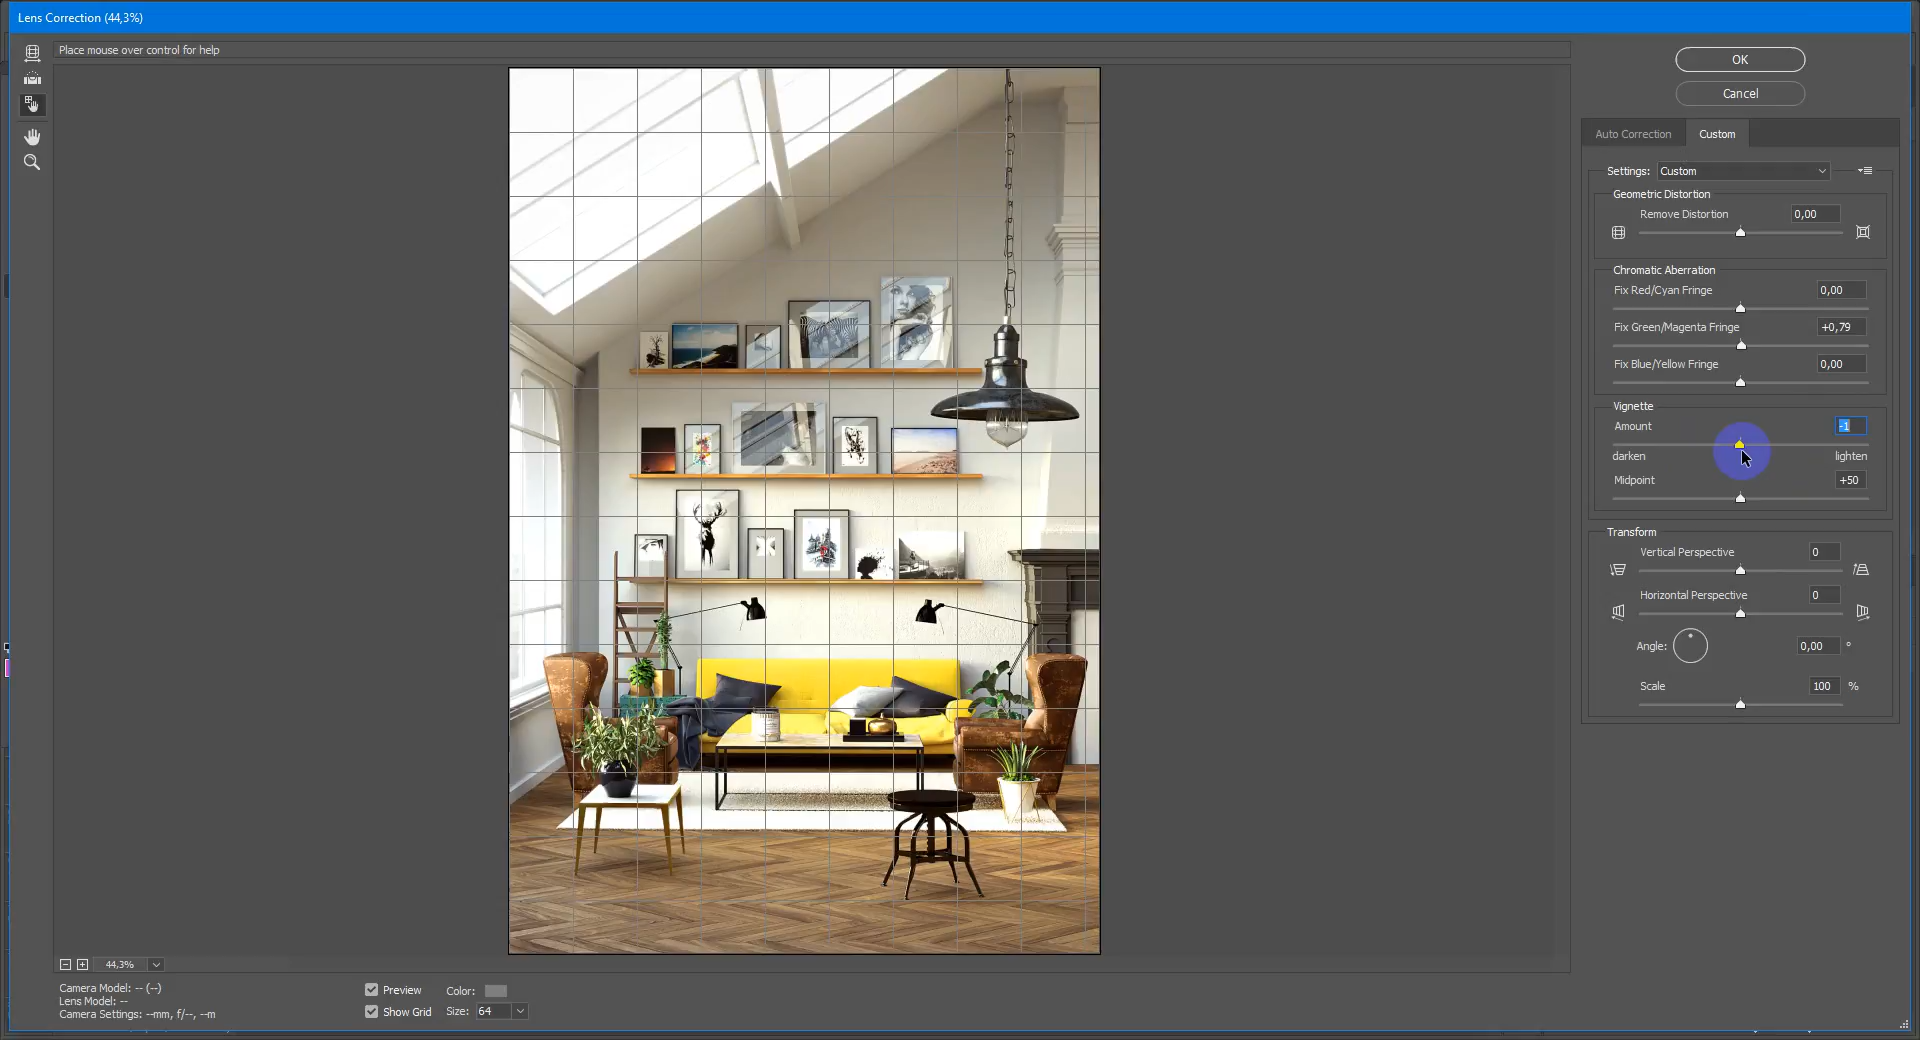 Lens Correction (44,3%)
Place mouse over control for help
OK
Cancel
Auto Correction Custom
Settings: Custom
Geometric Distortion
Remove Distortion 0,00
Chromatic Aberration
Fix Red/Cyan Fringe 0,00
Fix Green/Magenta Fringe +0,79
Fix Blue/Yellow Fringe 0,00
Vignette
Amount -1
darken lighten
Midpoint +50
Transform
Vertical Perspective 0
Horizontal Perspective 0
Angle: 0,00 °
Scale 100 %
44,3%
Camera Model: -- (--)
Lens Model: --
Camera Settings: --mm, f/--, --m
Preview Color:
Show Grid Size: 64